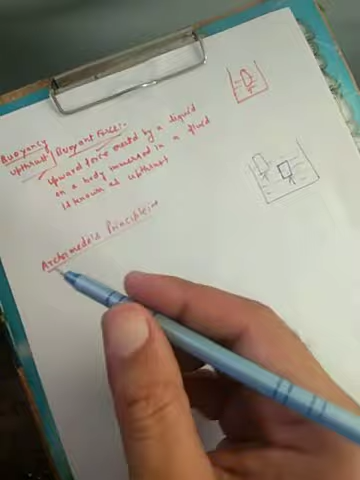 Buoyancy
upthrust / Buoyant Force:-
upward force exerted by a liquid
on a body immersed in a fluid
is known as upthrust
Archimede's Principle:-